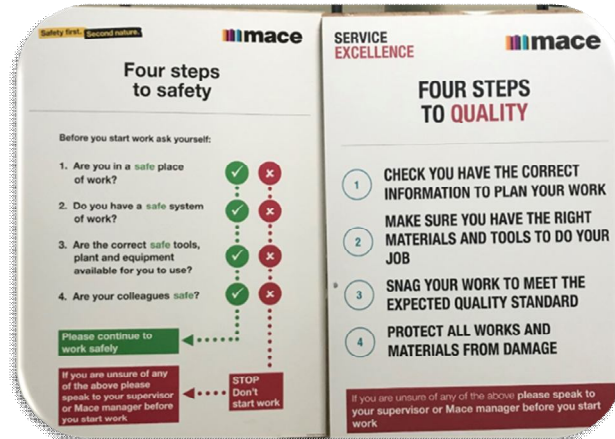 Safety first. Second nature.
mace
Four steps
to safety
Before you start work ask yourself:
1. Are you in a safe place
of work?
2. Do you have a safe system
of work?
3. Are the correct safe tools,
plant and equipment
available for you to use?
4. Are your colleagues safe?
Please continue to
work safely
If you are unsure of any
of the above please
speak to your supervisor
or Mace manager before
you start work
STOP
Don't
start work
SERVICE
EXCELLENCE
mace
FOUR STEPS
TO QUALITY
1 CHECK YOU HAVE THE CORRECT
INFORMATION TO PLAN YOUR WORK
2 MAKE SURE YOU HAVE THE RIGHT
MATERIALS AND TOOLS TO DO YOUR
JOB
3 SNAG YOUR WORK TO MEET THE
EXPECTED QUALITY STANDARD
4 PROTECT ALL WORKS AND
MATERIALS FROM DAMAGE
If you are unsure of any of the above please speak to
your supervisor or Mace manager before you start
work